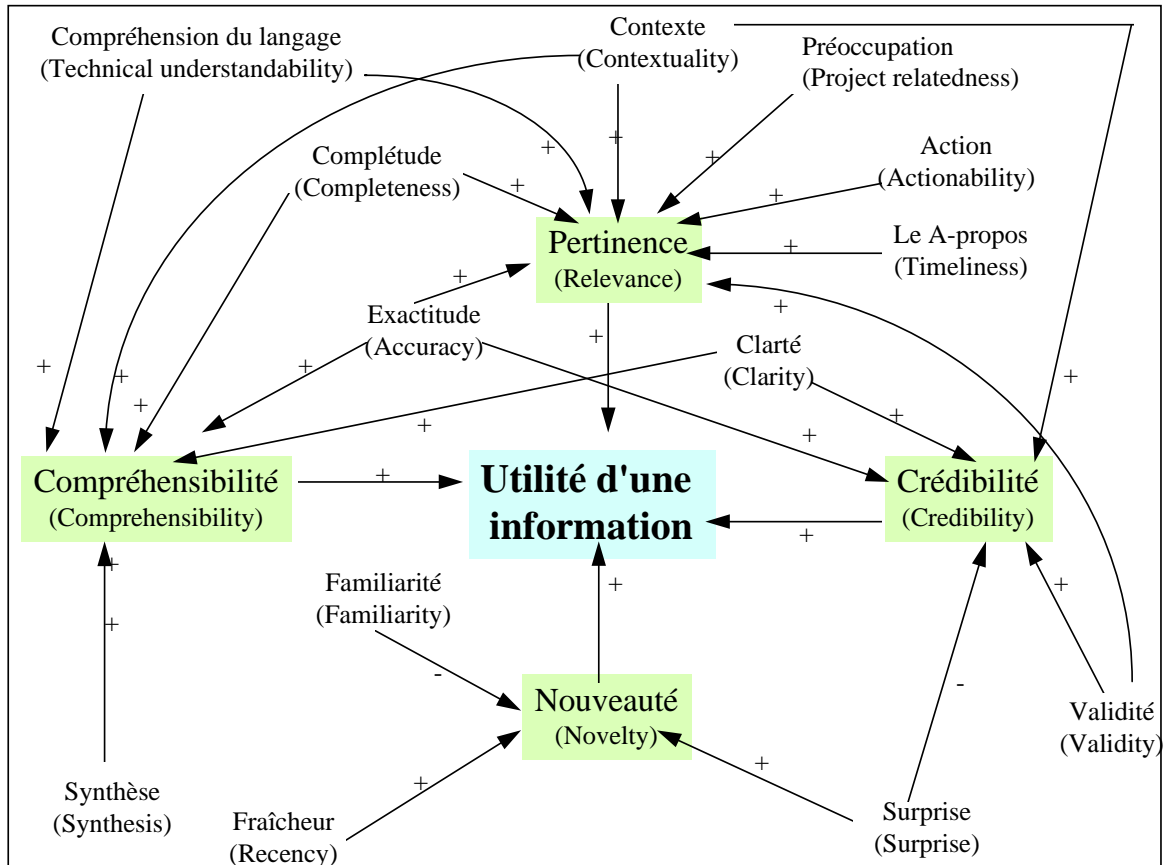 Compréhension du langage
(Technical understandability)
Contexte
(Contextuality)
Préoccupation
(Project relatedness)
+
+
+
+
Complétude
(Completeness)
+
Action
(Actionability)
+
Pertinence
(Relevance)
Le A-propos
(Timeliness)
+
+
+
Exactitude
(Accuracy)
+
Clarté
(Clarity)
+
+
+
+
+
+
+
+
+
Compréhensibilité
(Comprehensibility)
+
Utilité d'une
information
Crédibilité
(Credibility)
+
+
+
Familiarité
(Familiarity)
+
+
-
-
Nouveauté
(Novelty)
Validité
(Validity)
+
+
Synthèse
(Synthesis)
Fraîcheur
(Recency)
Surprise
(Surprise)